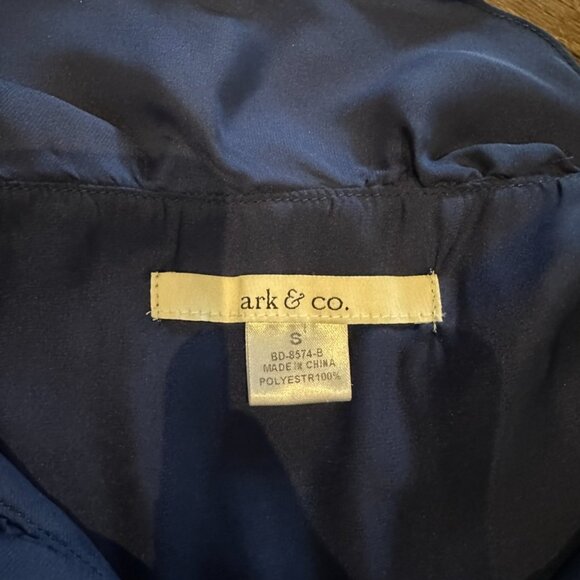 ark & co.
S
BD-8574-B
MADE IN CHINA
POLYESTR100%